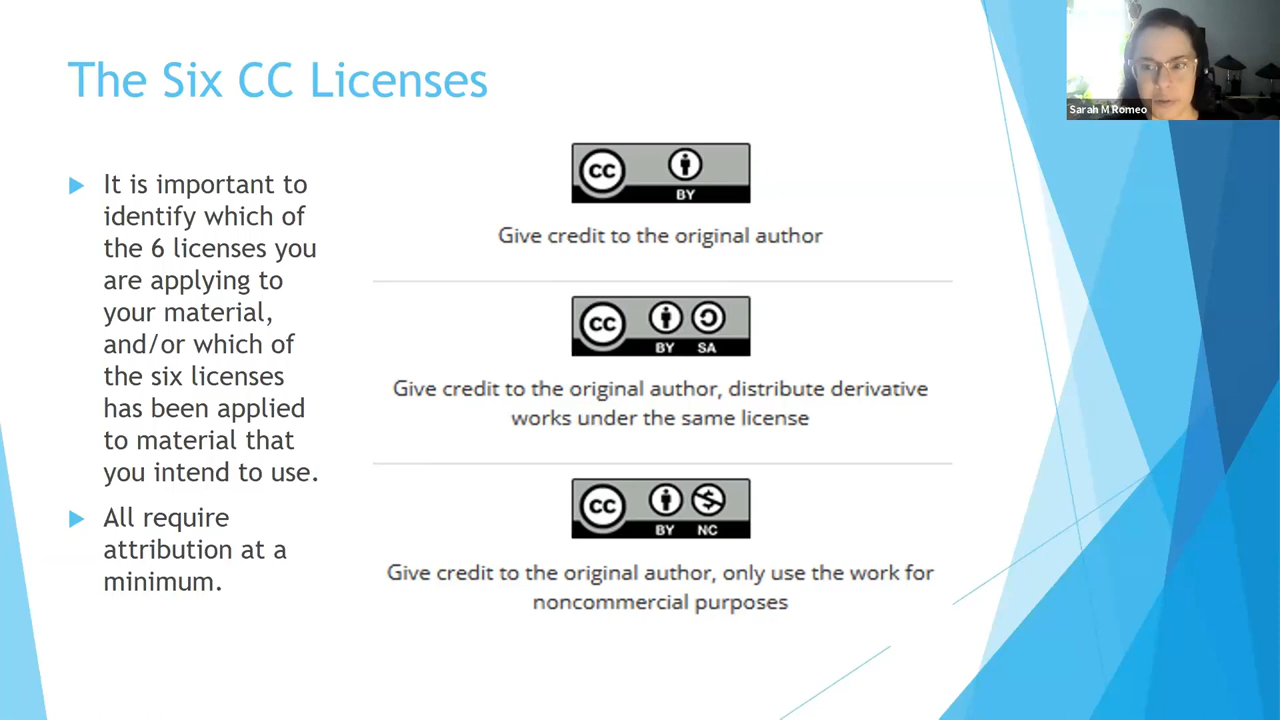 The Six CC Licenses
It is important to
identify which of
the 6 licenses you
are applying to
your material,
and/or which of
the six licenses
has been applied
to material that
you intend to use.
All require
attribution at a
minimum.
CC
BY
Give credit to the original author
CC
BY SA
Give credit to the original author, distribute derivative
works under the same license
CC
BY NC
Give credit to the original author, only use the work for
noncommercial purposes
Sarah M Romeo